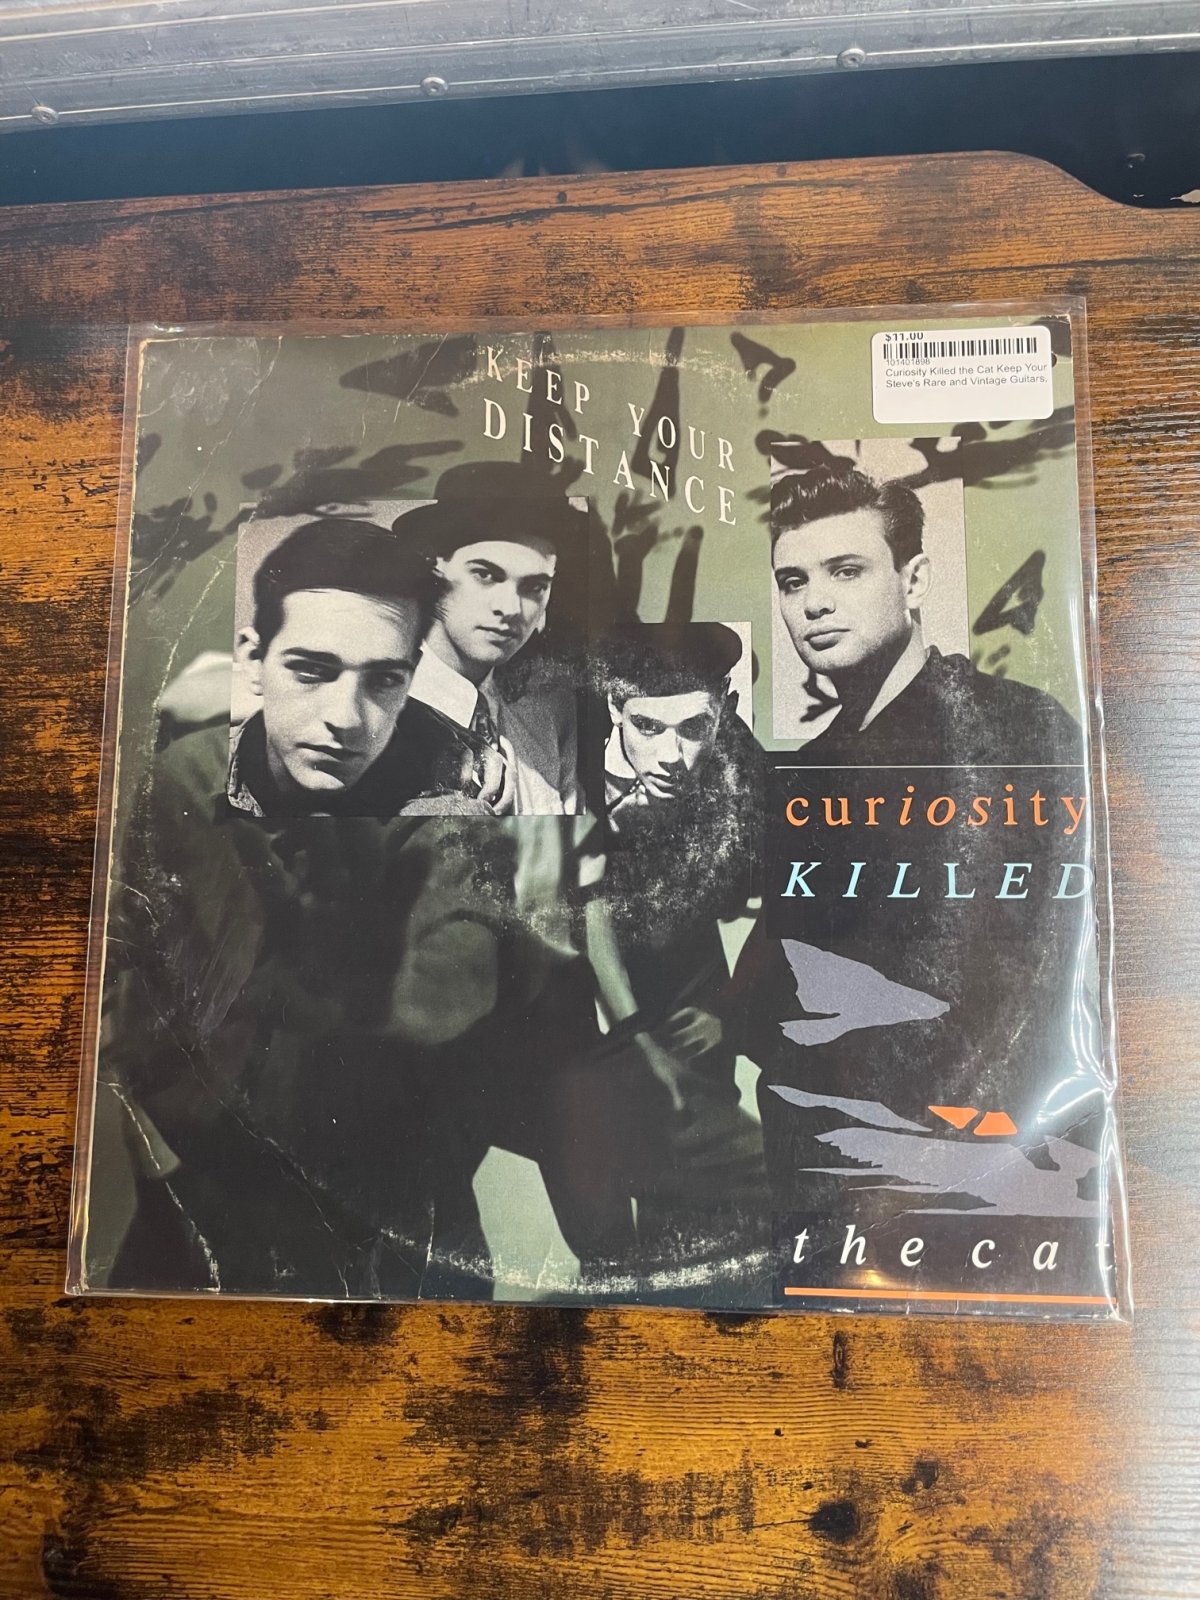 $11.00
101401898
Curiosity Killed the Cat Keep Your
Steve's Rare and Vintage Guitars,
KEEP YOUR
DISTANCE
curiosity
KILLED
the cat